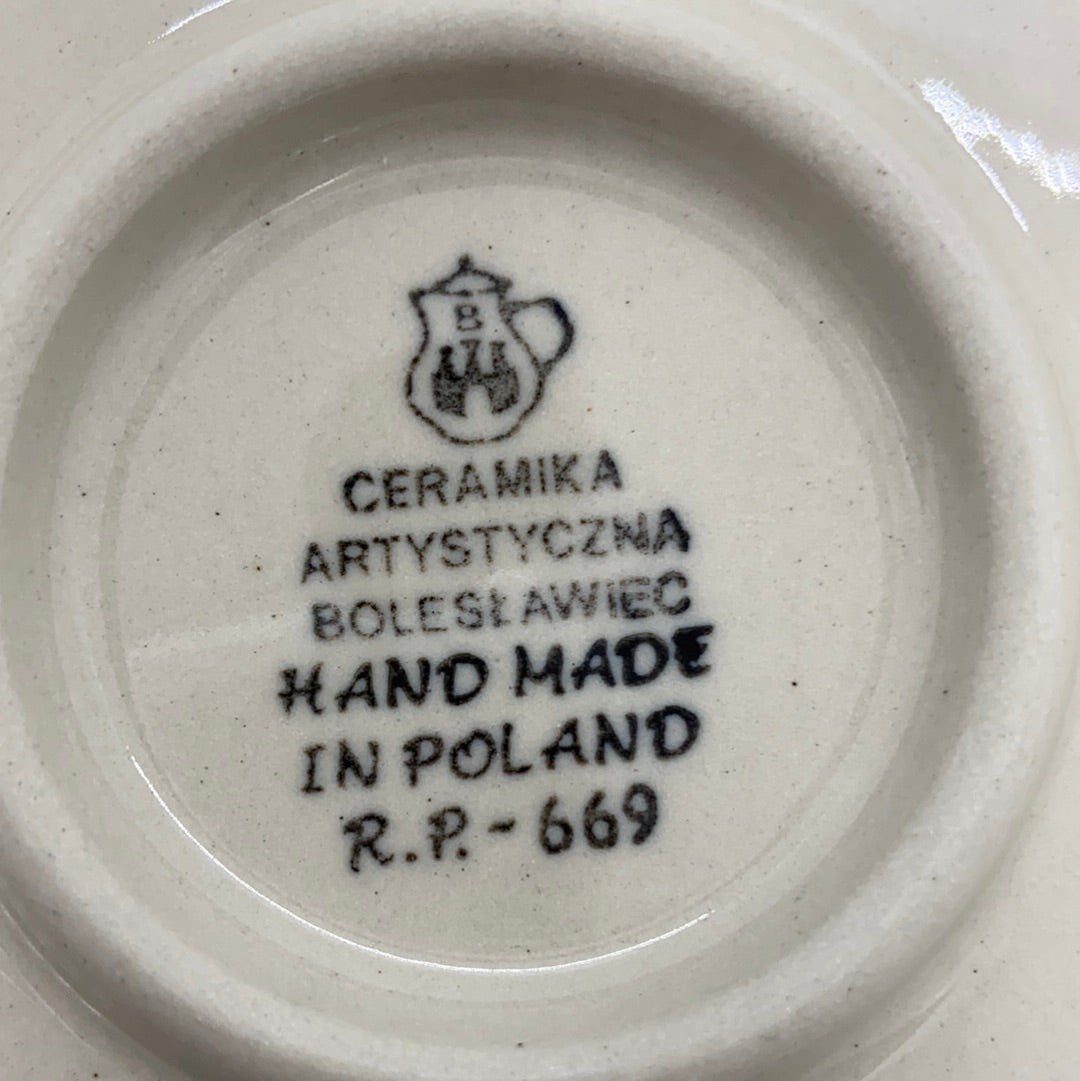 B
CERAMIKA
ARTYSTYCZNA
BOLESŁAWIEC
HAND MADE
IN POLAND
R.P.-669